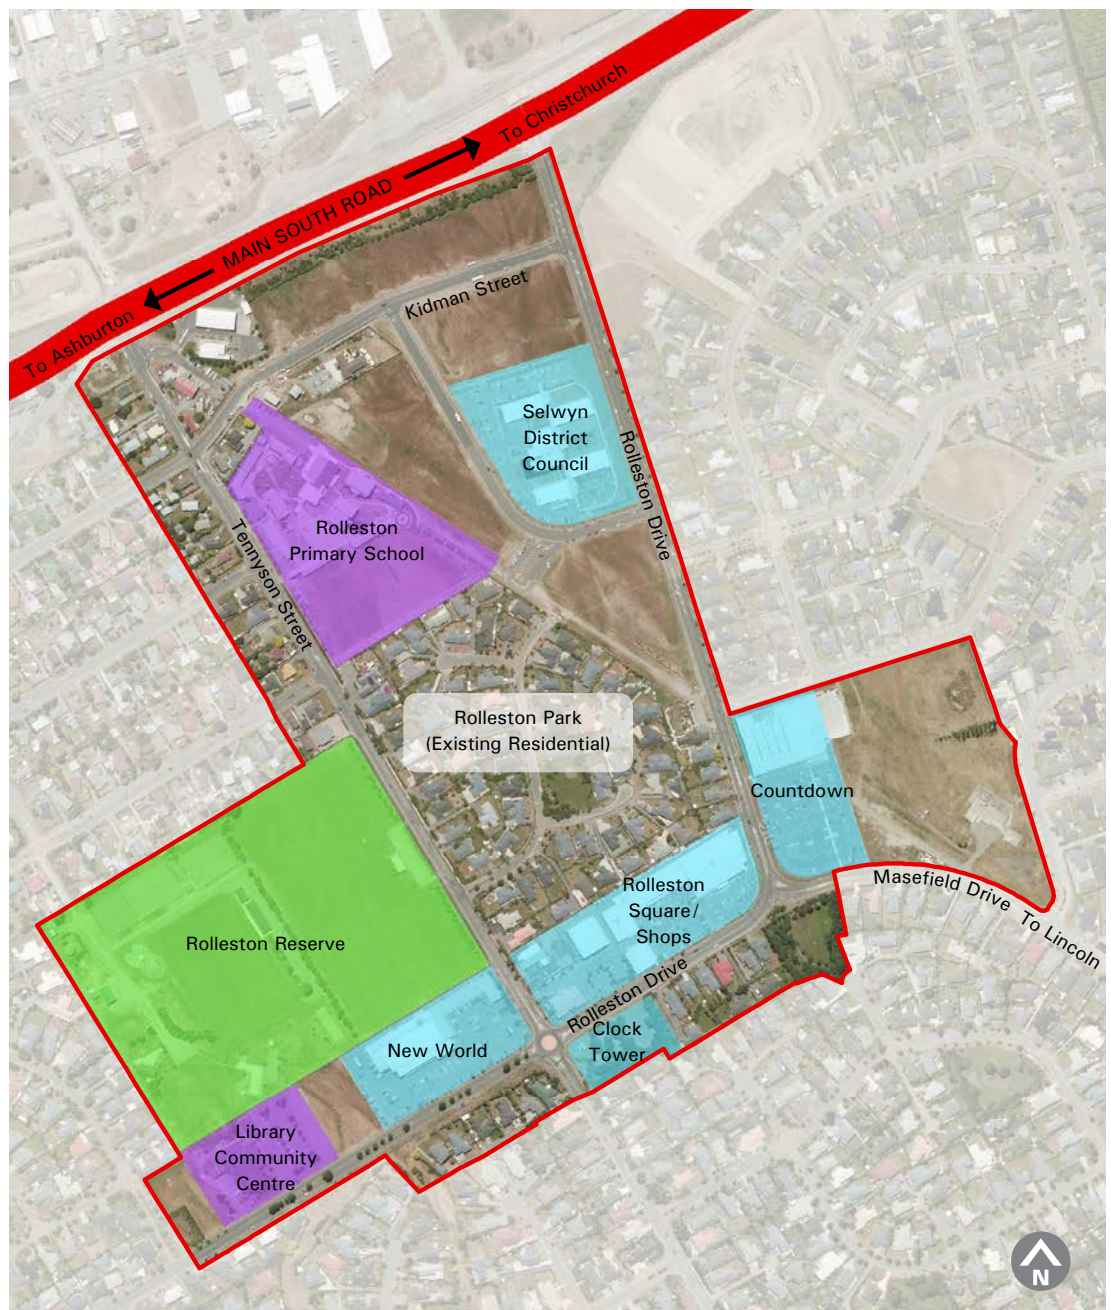 To Christchurch
MAIN SOUTH ROAD
To Ashburton
Kidman Street
Selwyn
District
Council
Rolleston Drive
Rolleston
Primary School
Tennyson Street
Rolleston Park
(Existing Residential)
Countdown
Masefield Drive
To Lincoln
Rolleston
Square/
Shops
Rolleston Reserve
Rolleston Drive
Clock
Tower
New World
Library
Community
Centre
N